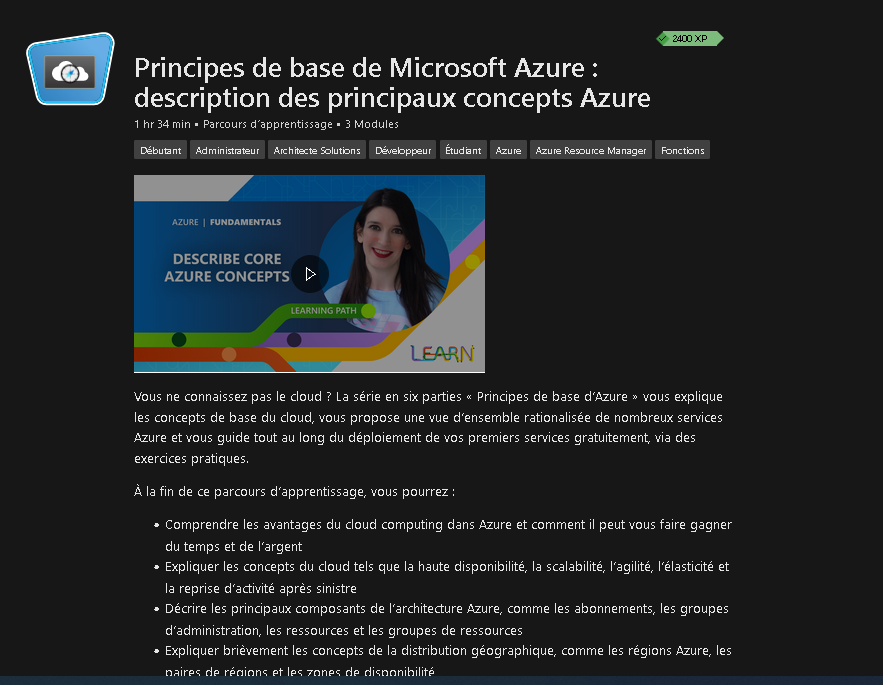 2400 XP
Principes de base de Microsoft Azure :
description des principaux concepts Azure
1 hr 34 min • Parcours d'apprentissage • 3 Modules
Débutant Administrateur Architecte Solutions Développeur Étudiant Azure Azure Resource Manager Fonctions
AZURE | FUNDAMENTALS
DESCRIBE CORE
AZURE CONCEPTS
LEARNING PATH
LEARN
Vous ne connaissez pas le cloud ? La série en six parties « Principes de base d'Azure » vous explique
les concepts de base du cloud, vous propose une vue d'ensemble rationalisée de nombreux services
Azure et vous guide tout au long du déploiement de vos premiers services gratuitement, via des
exercices pratiques.
À la fin de ce parcours d'apprentissage, vous pourrez :
• Comprendre les avantages du cloud computing dans Azure et comment il peut vous faire gagner
du temps et de l'argent
• Expliquer les concepts du cloud tels que la haute disponibilité, la scalabilité, l'agilité, l'élasticité et
la reprise d'activité après sinistre
• Décrire les principaux composants de l'architecture Azure, comme les abonnements, les groupes
d'administration, les ressources et les groupes de ressources
• Expliquer brièvement les concepts de la distribution géographique, comme les régions Azure, les
paires de régions et les zones de disponibilité